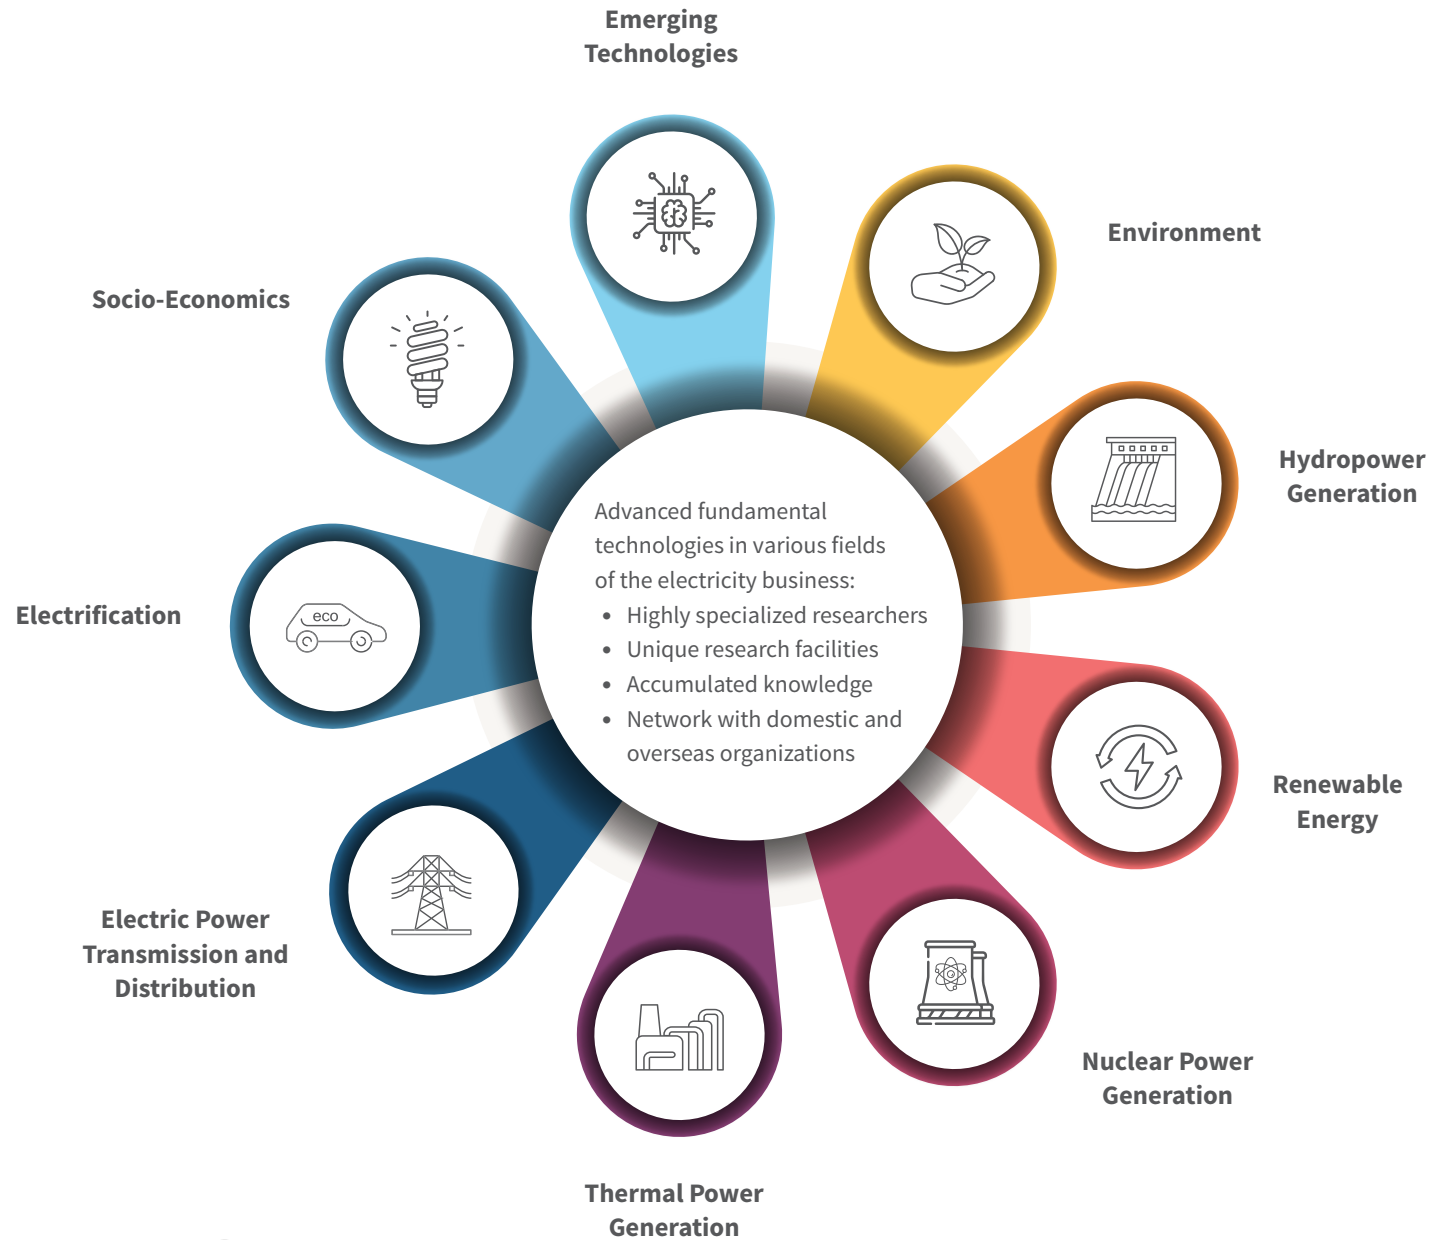 Emerging
Technologies
Environment
Socio-Economics
Hydropower
Generation
Advanced fundamental
technologies in various fields
of the electricity business:
• Highly specialized researchers
• Unique research facilities
• Accumulated knowledge
• Network with domestic and
overseas organizations
Electrification
eco
Renewable
Energy
Electric Power
Transmission and
Distribution
Nuclear Power
Generation
Thermal Power
Generation